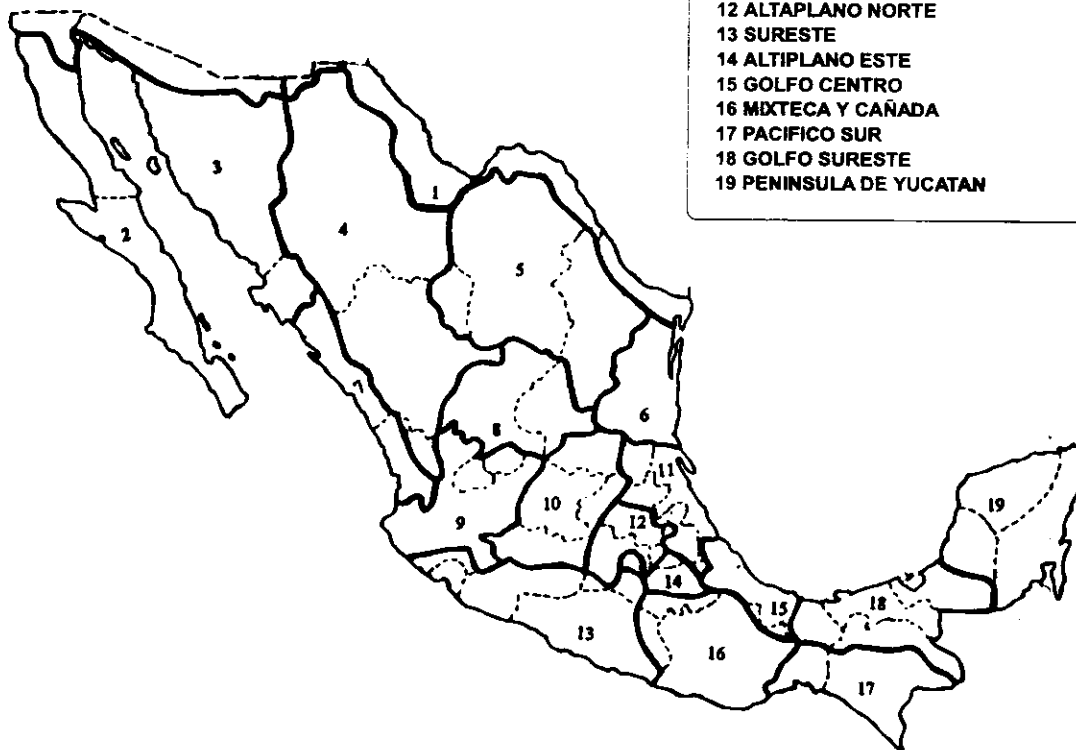 12 ALTAPLANO NORTE
13 SURESTE
14 ALTIPLANO ESTE
15 GOLFO CENTRO
16 MIXTECA Y CAÑADA
17 PACIFICO SUR
18 GOLFO SURESTE
19 PENINSULA DE YUCATAN
3
1
4
2
5
7
6
8
11
10
19
9
12
14
15
18
13
16
17